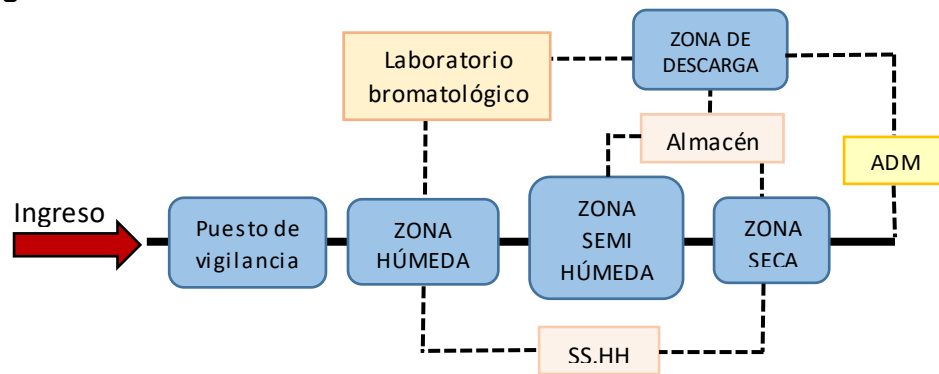 ZONA DE
DESCARGA
Laboratorio
bromatológico
Almacén
ADM
Ingreso
Puesto de
vigilancia
ZONA
HÚMEDA
ZONA
SEMI
HÚMEDA
ZONA
SECA
SS.HH